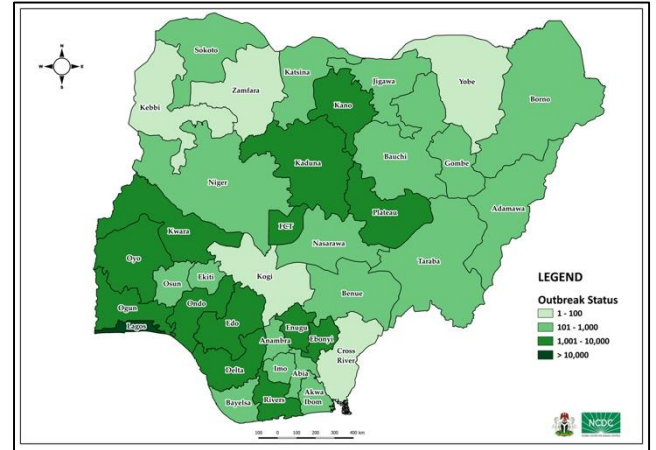 N
W E
S
Sokoto
Katsina
Jigawa
Yobe
Borno
Kebbi
Zamfara
Kano
Kaduna
Bauchi
Gombe
Niger
Adamawa
Plateau
FCT
Kwara
Nasarawa
Taraba
Oyo
Kogi
Osun
Ekiti
Benue
Ogun
Ondo
Edo
Lagos
Enugu
Ebonyi
Anambra
Cross
River
Delta
Imo
Abia
Bayelsa
Rivers
Akwa
Ibom
LEGEND
Outbreak Status
1 - 100
101 - 1,000
1,001 - 10,000
> 10,000
100 0 100 200 300 400 km
NCDC